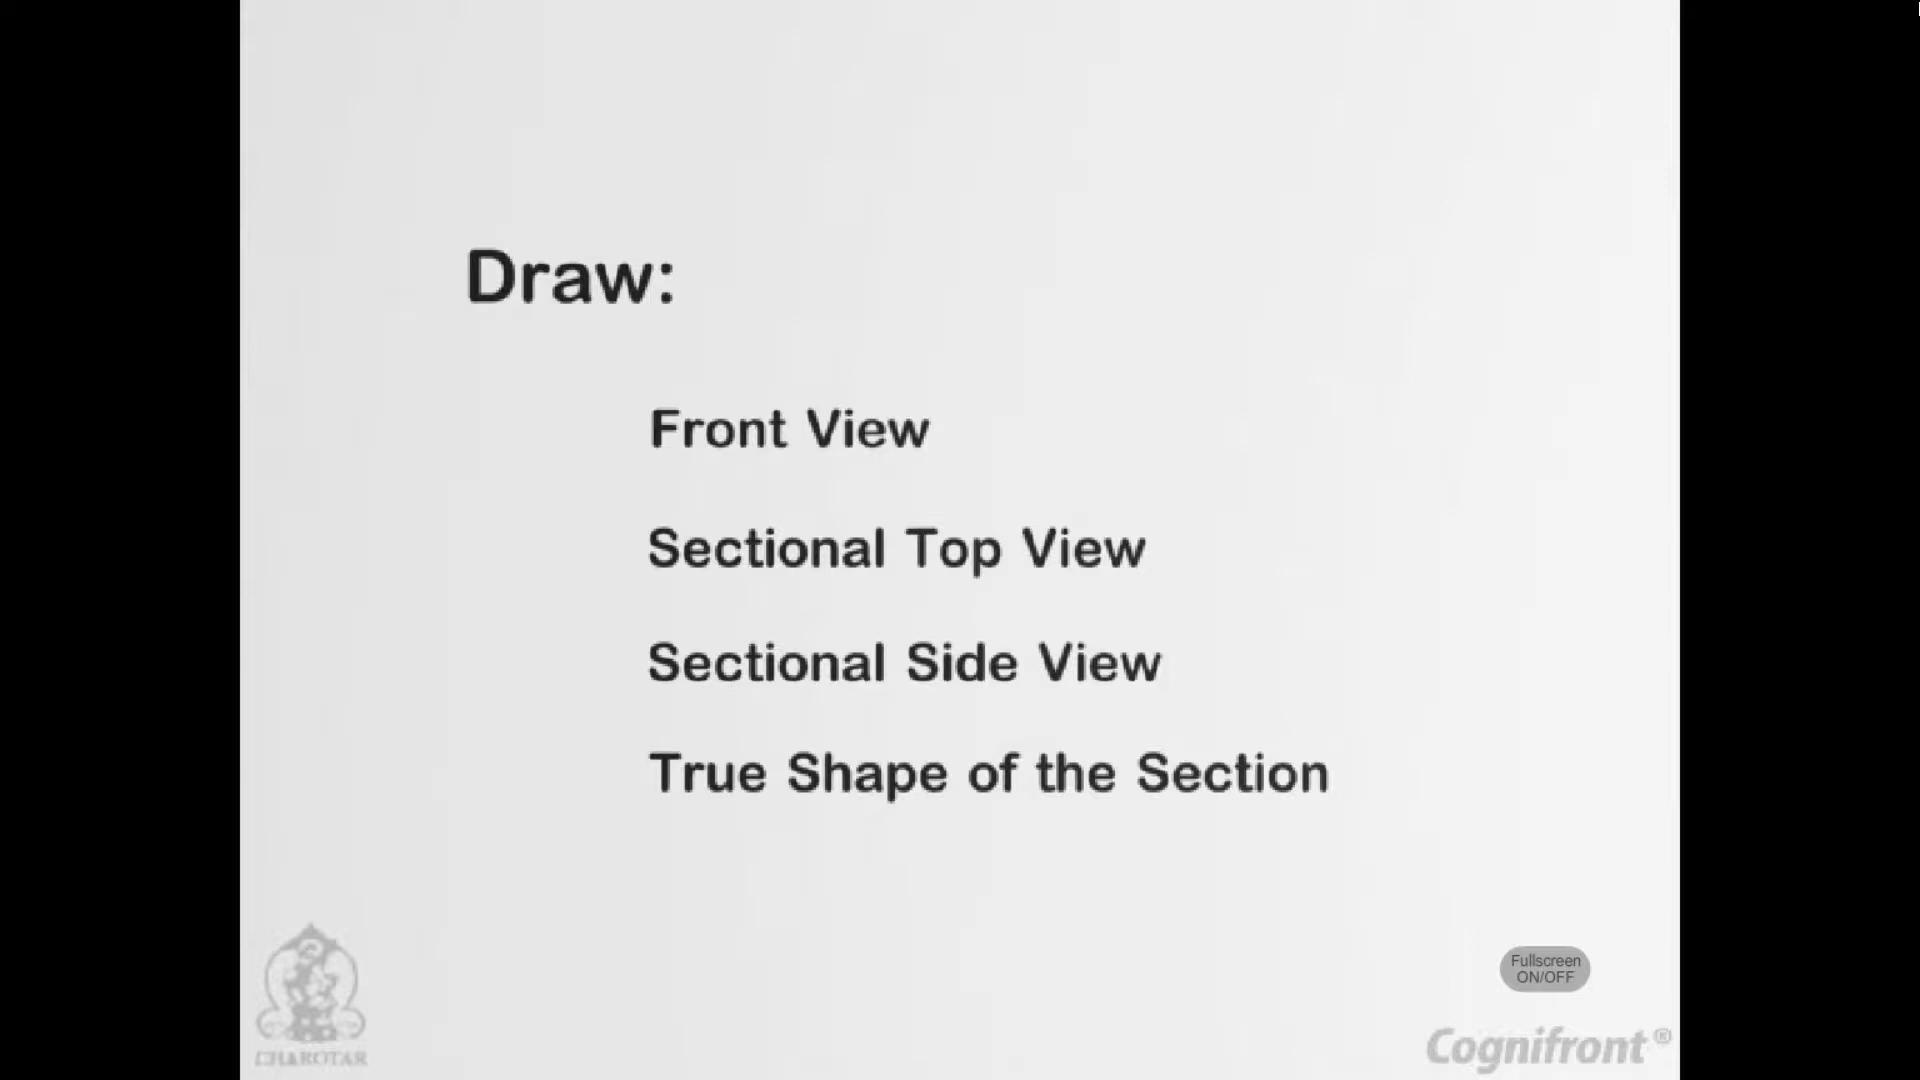 Draw:
Front View
Sectional Top View
Sectional Side View
True Shape of the Section
Fullscreen
ON/OFF
CHAROTAR
Cognifront®